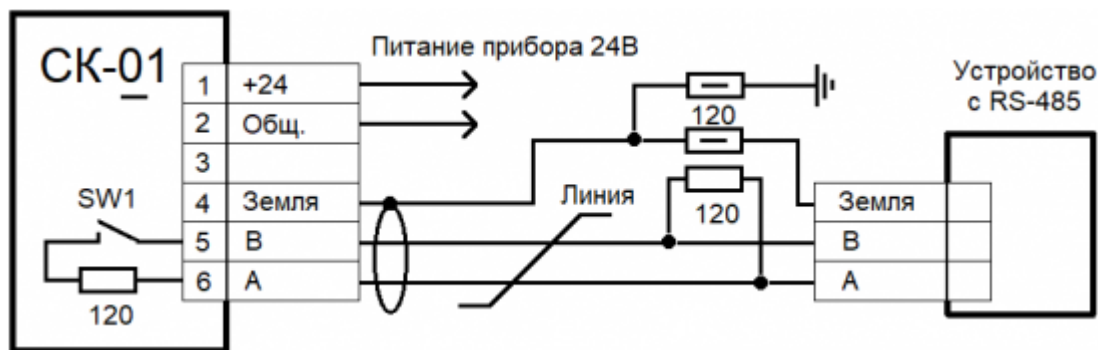 СК-01
Питание прибора 24В
Устройство
с RS-485
1 +24
2 Общ.
3
4 Земля
5 В
6 А
SW1
120
Линия
120
120
Земля
В
А